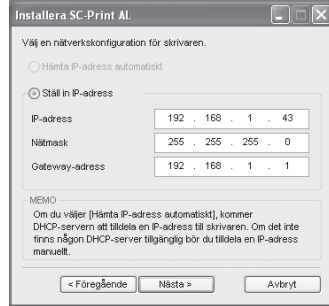 Installera SC-Print AL
Välj en nätverkskonfiguration för skrivaren.
Hämta IP-adress automatiskt
Ställ in IP-adress
IP-adress 192 . 168 . 1 . 43
Nätmask 255 . 255 . 255 . 0
Gateway-adress 192 . 168 . 1 . 1
MEMO
Om du väljer [Hämta IP-adress automatiskt], kommer
DHCP-servern att tilldela en IP-adress till skrivaren. Om det inte
finns någon DHCP-server tillgänglig bör du tilldela en IP-adress
manuellt.
< Föregående Nästa > Avbryt